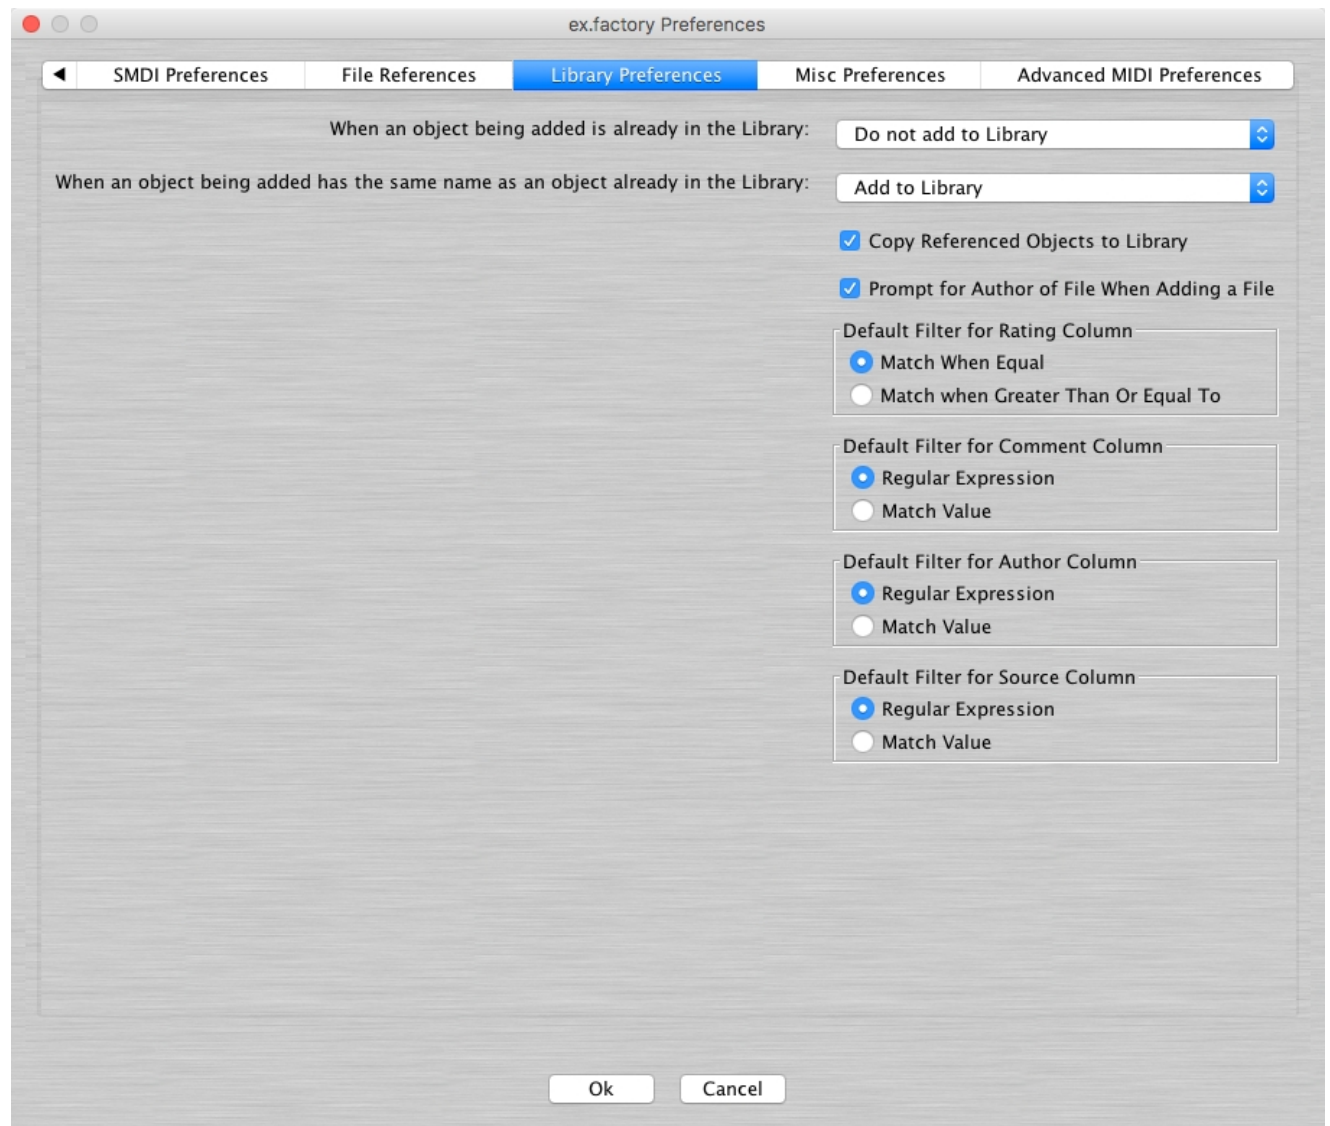 ex.factory Preferences
SMDI Preferences File References Library Preferences Misc Preferences Advanced MIDI Preferences
When an object being added is already in the Library: Do not add to Library
When an object being added has the same name as an object already in the Library: Add to Library
Copy Referenced Objects to Library
Prompt for Author of File When Adding a File
Default Filter for Rating Column
Match When Equal
Match when Greater Than Or Equal To
Default Filter for Comment Column
Regular Expression
Match Value
Default Filter for Author Column
Regular Expression
Match Value
Default Filter for Source Column
Regular Expression
Match Value
Ok Cancel